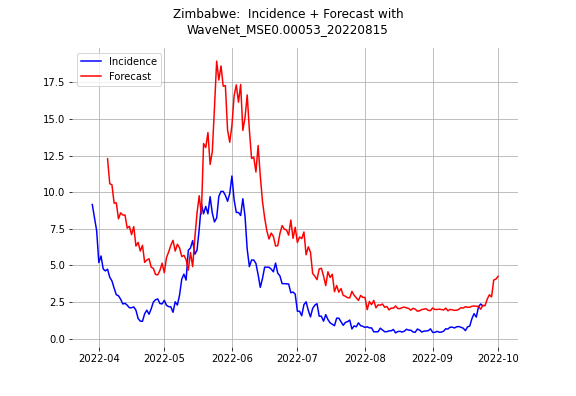 Zimbabwe:  Incidence + Forecast with
WaveNet_MSE0.00053_20220815
Incidence
Forecast
17.5
15.0
12.5
10.0
7.5
5.0
2.5
0.0
2022-04 2022-05 2022-06 2022-07 2022-08 2022-09 2022-10